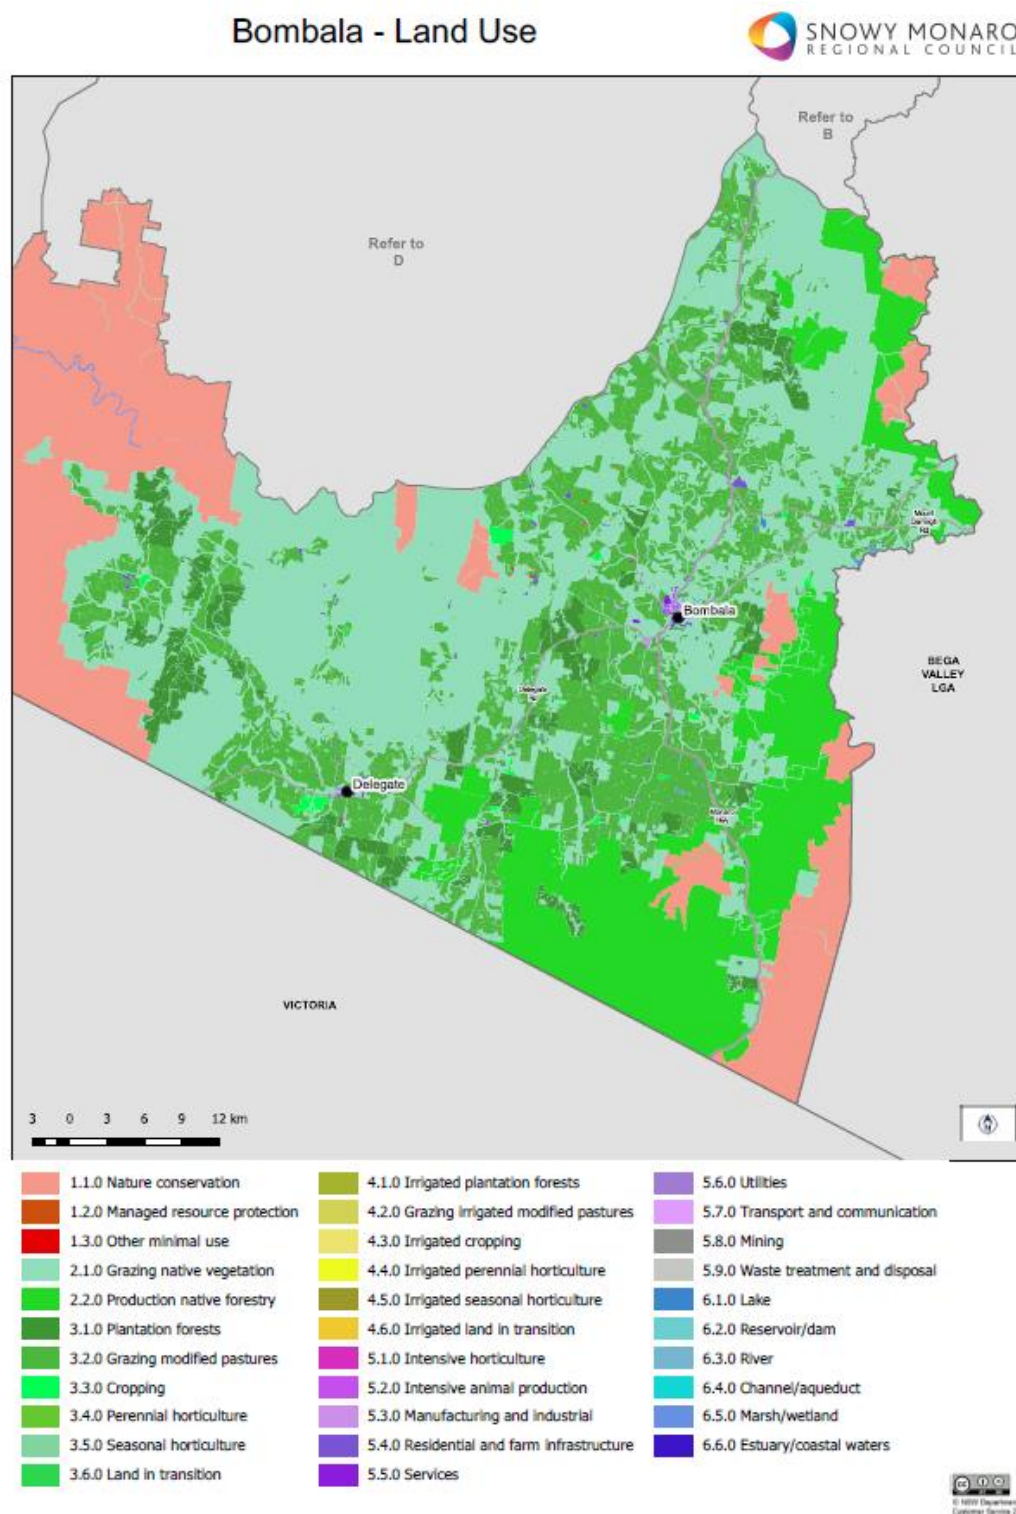 Bombala - Land Use
SNOWY MONARO
REGIONAL COUNCIL
Refer to
B
Refer to
D
Mount
Darragh
Rd
Bombala
BEGA
VALLEY
LGA
Delegate
Delegate
VICTORIA
3 0 3 6 9 12 km
N
1.1.0 Nature conservation
1.2.0 Managed resource protection
1.3.0 Other minimal use
2.1.0 Grazing native vegetation
2.2.0 Production native forestry
3.1.0 Plantation forests
3.2.0 Grazing modified pastures
3.3.0 Cropping
3.4.0 Perennial horticulture
3.5.0 Seasonal horticulture
3.6.0 Land in transition
4.1.0 Irrigated plantation forests
4.2.0 Grazing irrigated modified pastures
4.3.0 Irrigated cropping
4.4.0 Irrigated perennial horticulture
4.5.0 Irrigated seasonal horticulture
4.6.0 Irrigated land in transition
5.1.0 Intensive horticulture
5.2.0 Intensive animal production
5.3.0 Manufacturing and industrial
5.4.0 Residential and farm infrastructure
5.5.0 Services
5.6.0 Utilities
5.7.0 Transport and communication
5.8.0 Mining
5.9.0 Waste treatment and disposal
6.1.0 Lake
6.2.0 Reservoir/dam
6.3.0 River
6.4.0 Channel/aqueduct
6.5.0 Marsh/wetland
6.6.0 Estuary/coastal waters
cc
© NSW Departmen
Customer Service